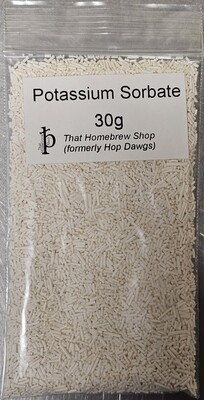 Potassium Sorbate
30g
That Homebrew Shop
(formerly Hop Dawgs)